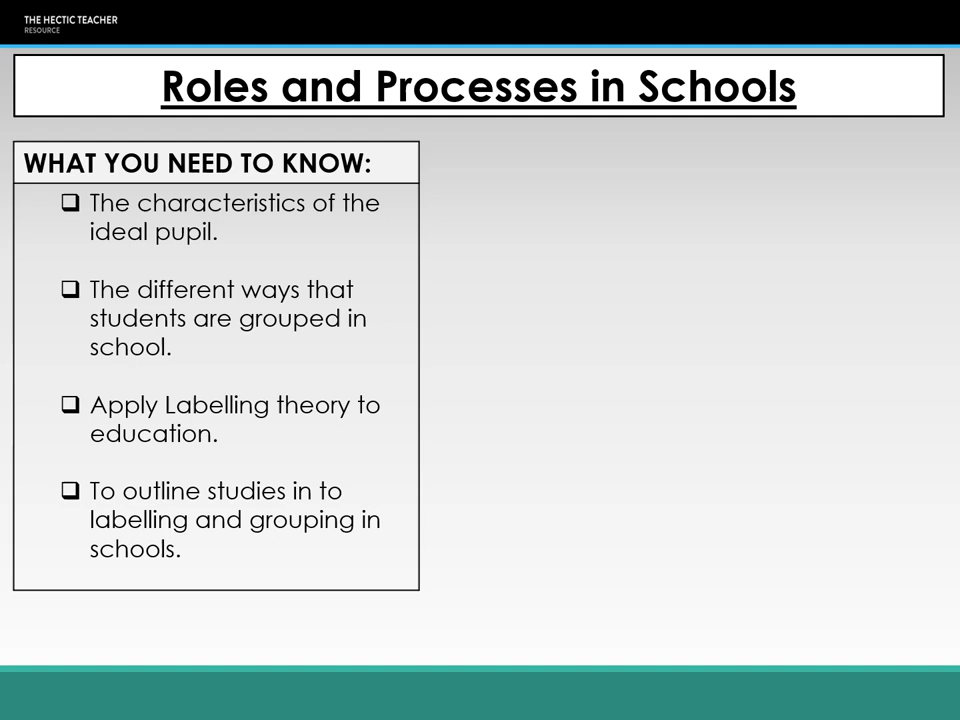 THE HECTIC TEACHER
RESOURCE
Roles and Processes in Schools
WHAT YOU NEED TO KNOW:
❑ The characteristics of the
ideal pupil.
❑ The different ways that
students are grouped in
school.
❑ Apply Labelling theory to
education.
❑ To outline studies in to
labelling and grouping in
schools.